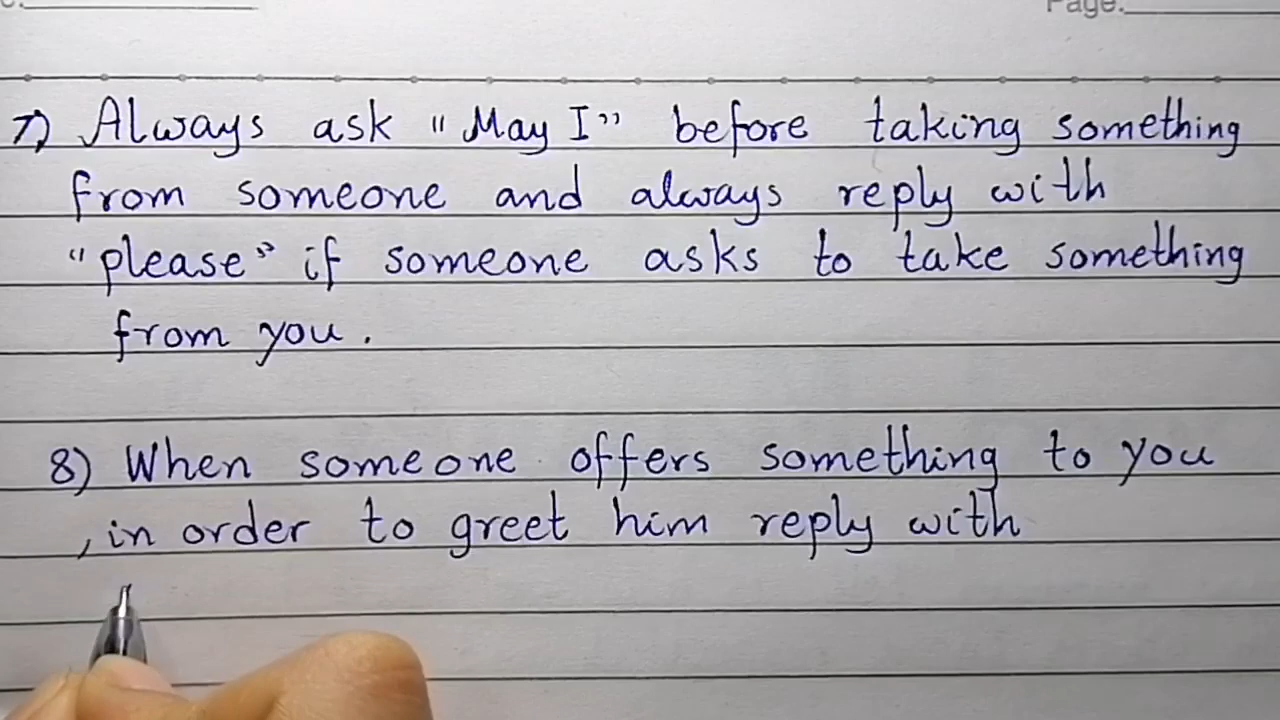 Page:
7) Always ask "May I" before taking something
from someone and always reply with
"please" if someone asks to take something
from you.
8) When someone offers something to you
, in order to greet him reply with